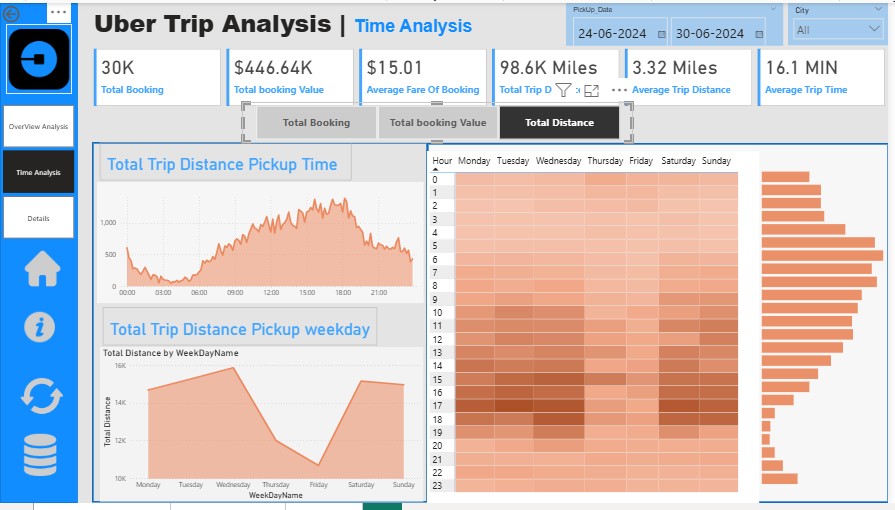 Uber Trip Analysis | Time Analysis
PickUp_Date
24-06-2024
30-06-2024
City
All
30K
Total Booking
$446.64K
Total booking Value
$15.01
Average Fare Of Booking
98.6K Miles
Total Trip D
3.32 Miles
Average Trip Distance
16.1 MIN
Average Trip Time
Total Booking
Total booking Value
Total Distance
OverView Analysis
Time Analysis
Details
Total Trip Distance Pickup Time
1,000
500
0
00:00 03:00 06:00 09:00 12:00 15:00 18:00 21:00
Total Trip Distance Pickup weekday
Total Distance by WeekDayName
16K
14K
12K
10K
Total Distance
Monday Tuesday Wednesday Thursday Friday Saturday Sunday
WeekDayName
Hour Monday Tuesday Wednesday Thursday Friday Saturday Sunday
0
1
2
3
4
5
6
7
8
9
10
11
12
13
14
15
16
17
18
19
20
21
22
23